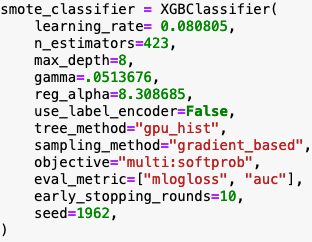 smote_classifier = XGBClassifier(
    learning_rate= 0.080805,
    n_estimators=423,
    max_depth=8,
    gamma=.0513676,
    reg_alpha=8.308685,
    use_label_encoder=False,
    tree_method="gpu_hist",
    sampling_method="gradient_based",
    objective="multi:softprob",
    eval_metric=["mlogloss", "auc"],
    early_stopping_rounds=10,
    seed=1962,
)